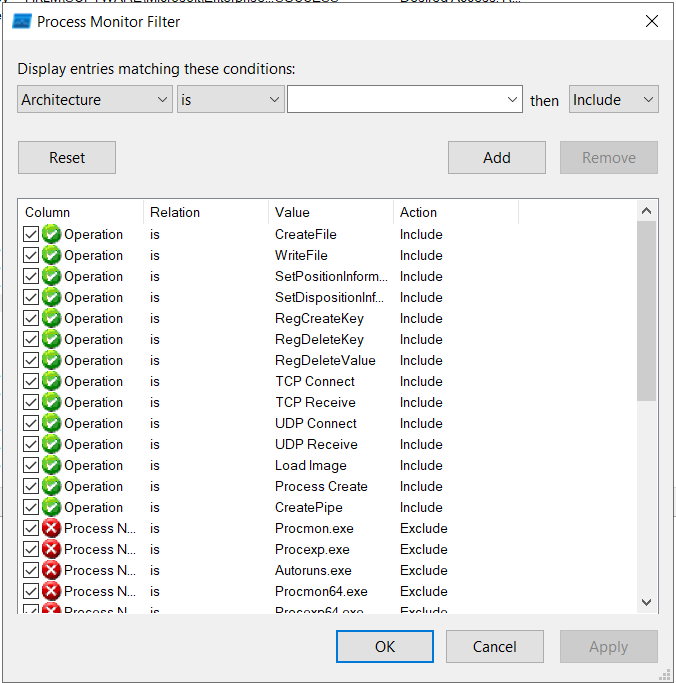 Process Monitor Filter
Display entries matching these conditions:
Architecture is then Include
Reset Add Remove
Column Relation Value Action
Operation is CreateFile Include
Operation is WriteFile Include
Operation is SetPositionInform... Include
Operation is SetDispositionInf... Include
Operation is RegCreateKey Include
Operation is RegDeleteKey Include
Operation is RegDeleteValue Include
Operation is TCP Connect Include
Operation is TCP Receive Include
Operation is UDP Connect Include
Operation is UDP Receive Include
Operation is Load Image Include
Operation is Process Create Include
Operation is CreatePipe Include
Process N... is Procmon.exe Exclude
Process N... is Procexp.exe Exclude
Process N... is Autoruns.exe Exclude
Process N... is Procmon64.exe Exclude
Process N... is Procexp64.exe Exclude
OK Cancel Apply